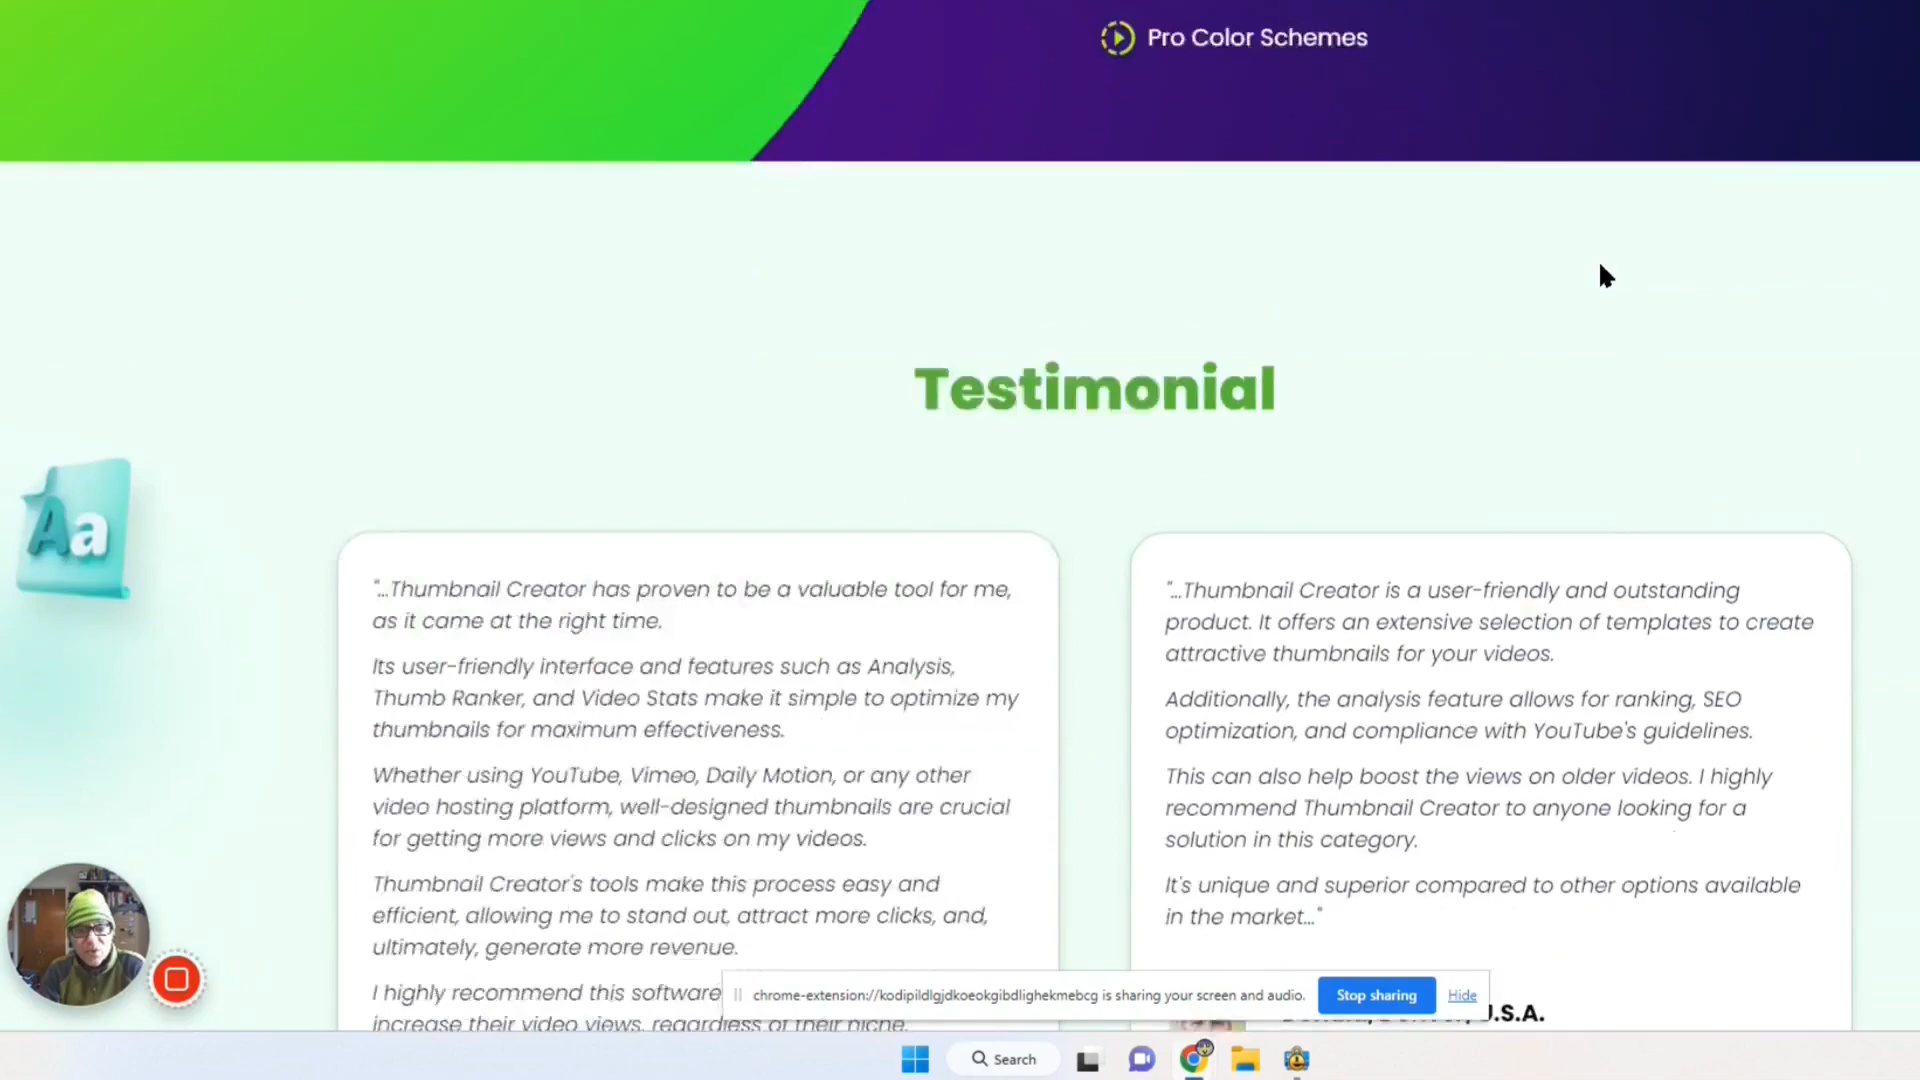 Pro Color Schemes
Testimonial
Aa
"...Thumbnail Creator has proven to be a valuable tool for me,
as it came at the right time.
Its user-friendly interface and features such as Analysis,
Thumb Ranker, and Video Stats make it simple to optimize my
thumbnails for maximum effectiveness.
Whether using YouTube, Vimeo, Daily Motion, or any other
video hosting platform, well-designed thumbnails are crucial
for getting more views and clicks on my videos.
Thumbnail Creator's tools make this process easy and
efficient, allowing me to stand out, attract more clicks, and,
ultimately, generate more revenue.
I highly recommend this software
increase their video views, regardless of their niche.
"...Thumbnail Creator is a user-friendly and outstanding
product. It offers an extensive selection of templates to create
attractive thumbnails for your videos.
Additionally, the analysis feature allows for ranking, SEO
optimization, and compliance with YouTube's guidelines.
This can also help boost the views on older videos. I highly
recommend Thumbnail Creator to anyone looking for a
solution in this category.
It's unique and superior compared to other options available
in the market..."
J.S.A.
chrome-extension://kodipildlgjdkoeokgibdlighekmebcg is sharing your screen and audio.
Stop sharing
Hide
Search